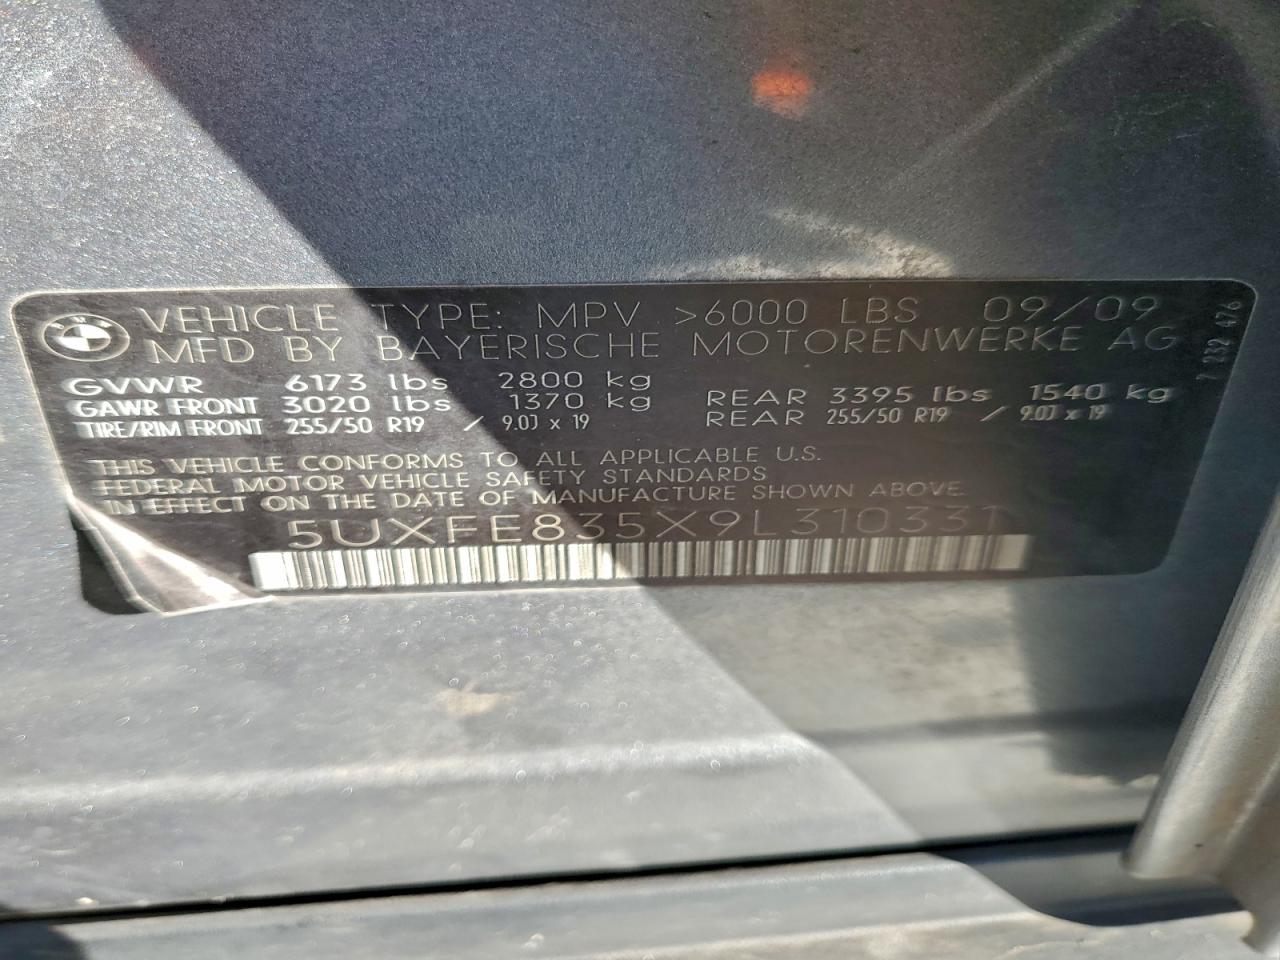 VEHICLE TYPE: MPV >6000 LBS 09/09
MFD BY BAYERISCHE MOTORENWERKE AG
GVWR 6173 lbs 2800 kg
GAWR FRONT 3020 lbs 1370 kg REAR 3395 lbs 1540 kg
TIRE/RIM FRONT 255/50 R19 / 9.0J x 19 REAR 255/50 R19 / 9.0J x 19
THIS VEHICLE CONFORMS TO ALL APPLICABLE U.S.
FEDERAL MOTOR VEHICLE SAFETY STANDARDS
IN EFFECT ON THE DATE OF MANUFACTURE SHOWN ABOVE.
5UXFE835X9L310331
7 232 476